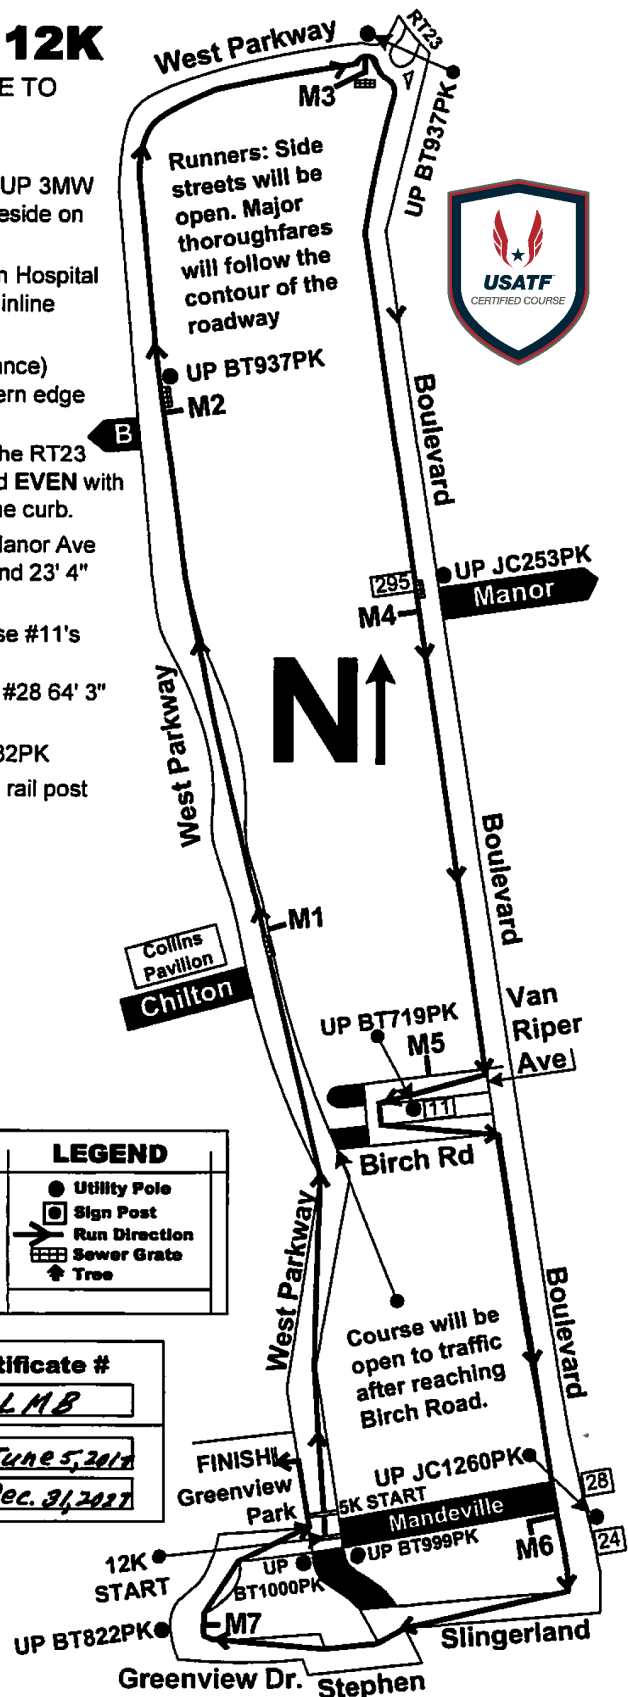 12K
E TO
UP 3MW
eside on
n Hospital
inline
ance)
ern edge
he RT23
d EVEN with
ne curb.
lanor Ave
nd 23' 4"
se #11's
#28 64' 3"
32PK
rail post
West Parkway
RT23
M3
UP BT937PK
Runners: Side
streets will be
open. Major
thoroughfares
will follow the
contour of the
roadway
USATF
CERTIFIED COURSE
UP BT937PK
M2
B
Boulevard
UP JC253PK
295
Manor
M4
N
West Parkway
Boulevard
M1
Collins
Pavilion
Chilton
Van
Riper
Ave
UP BT719PK
M5
11
Birch Rd
LEGEND
Utility Pole
Sign Post
Run Direction
Sewer Grate
Tree
West Parkway
Boulevard
Course will be
open to traffic
after reaching
Birch Road.
tificate #
LMB
June 5, 2017
ec. 31, 2027
FINISH
Greenview
Park
5K START
UP JC1260PK
28
Mandeville
24
M6
12K
START
UP
BT1000PK
UP BT999PK
M7
UP BT822PK
Slingerland
Greenview Dr.
Stephen